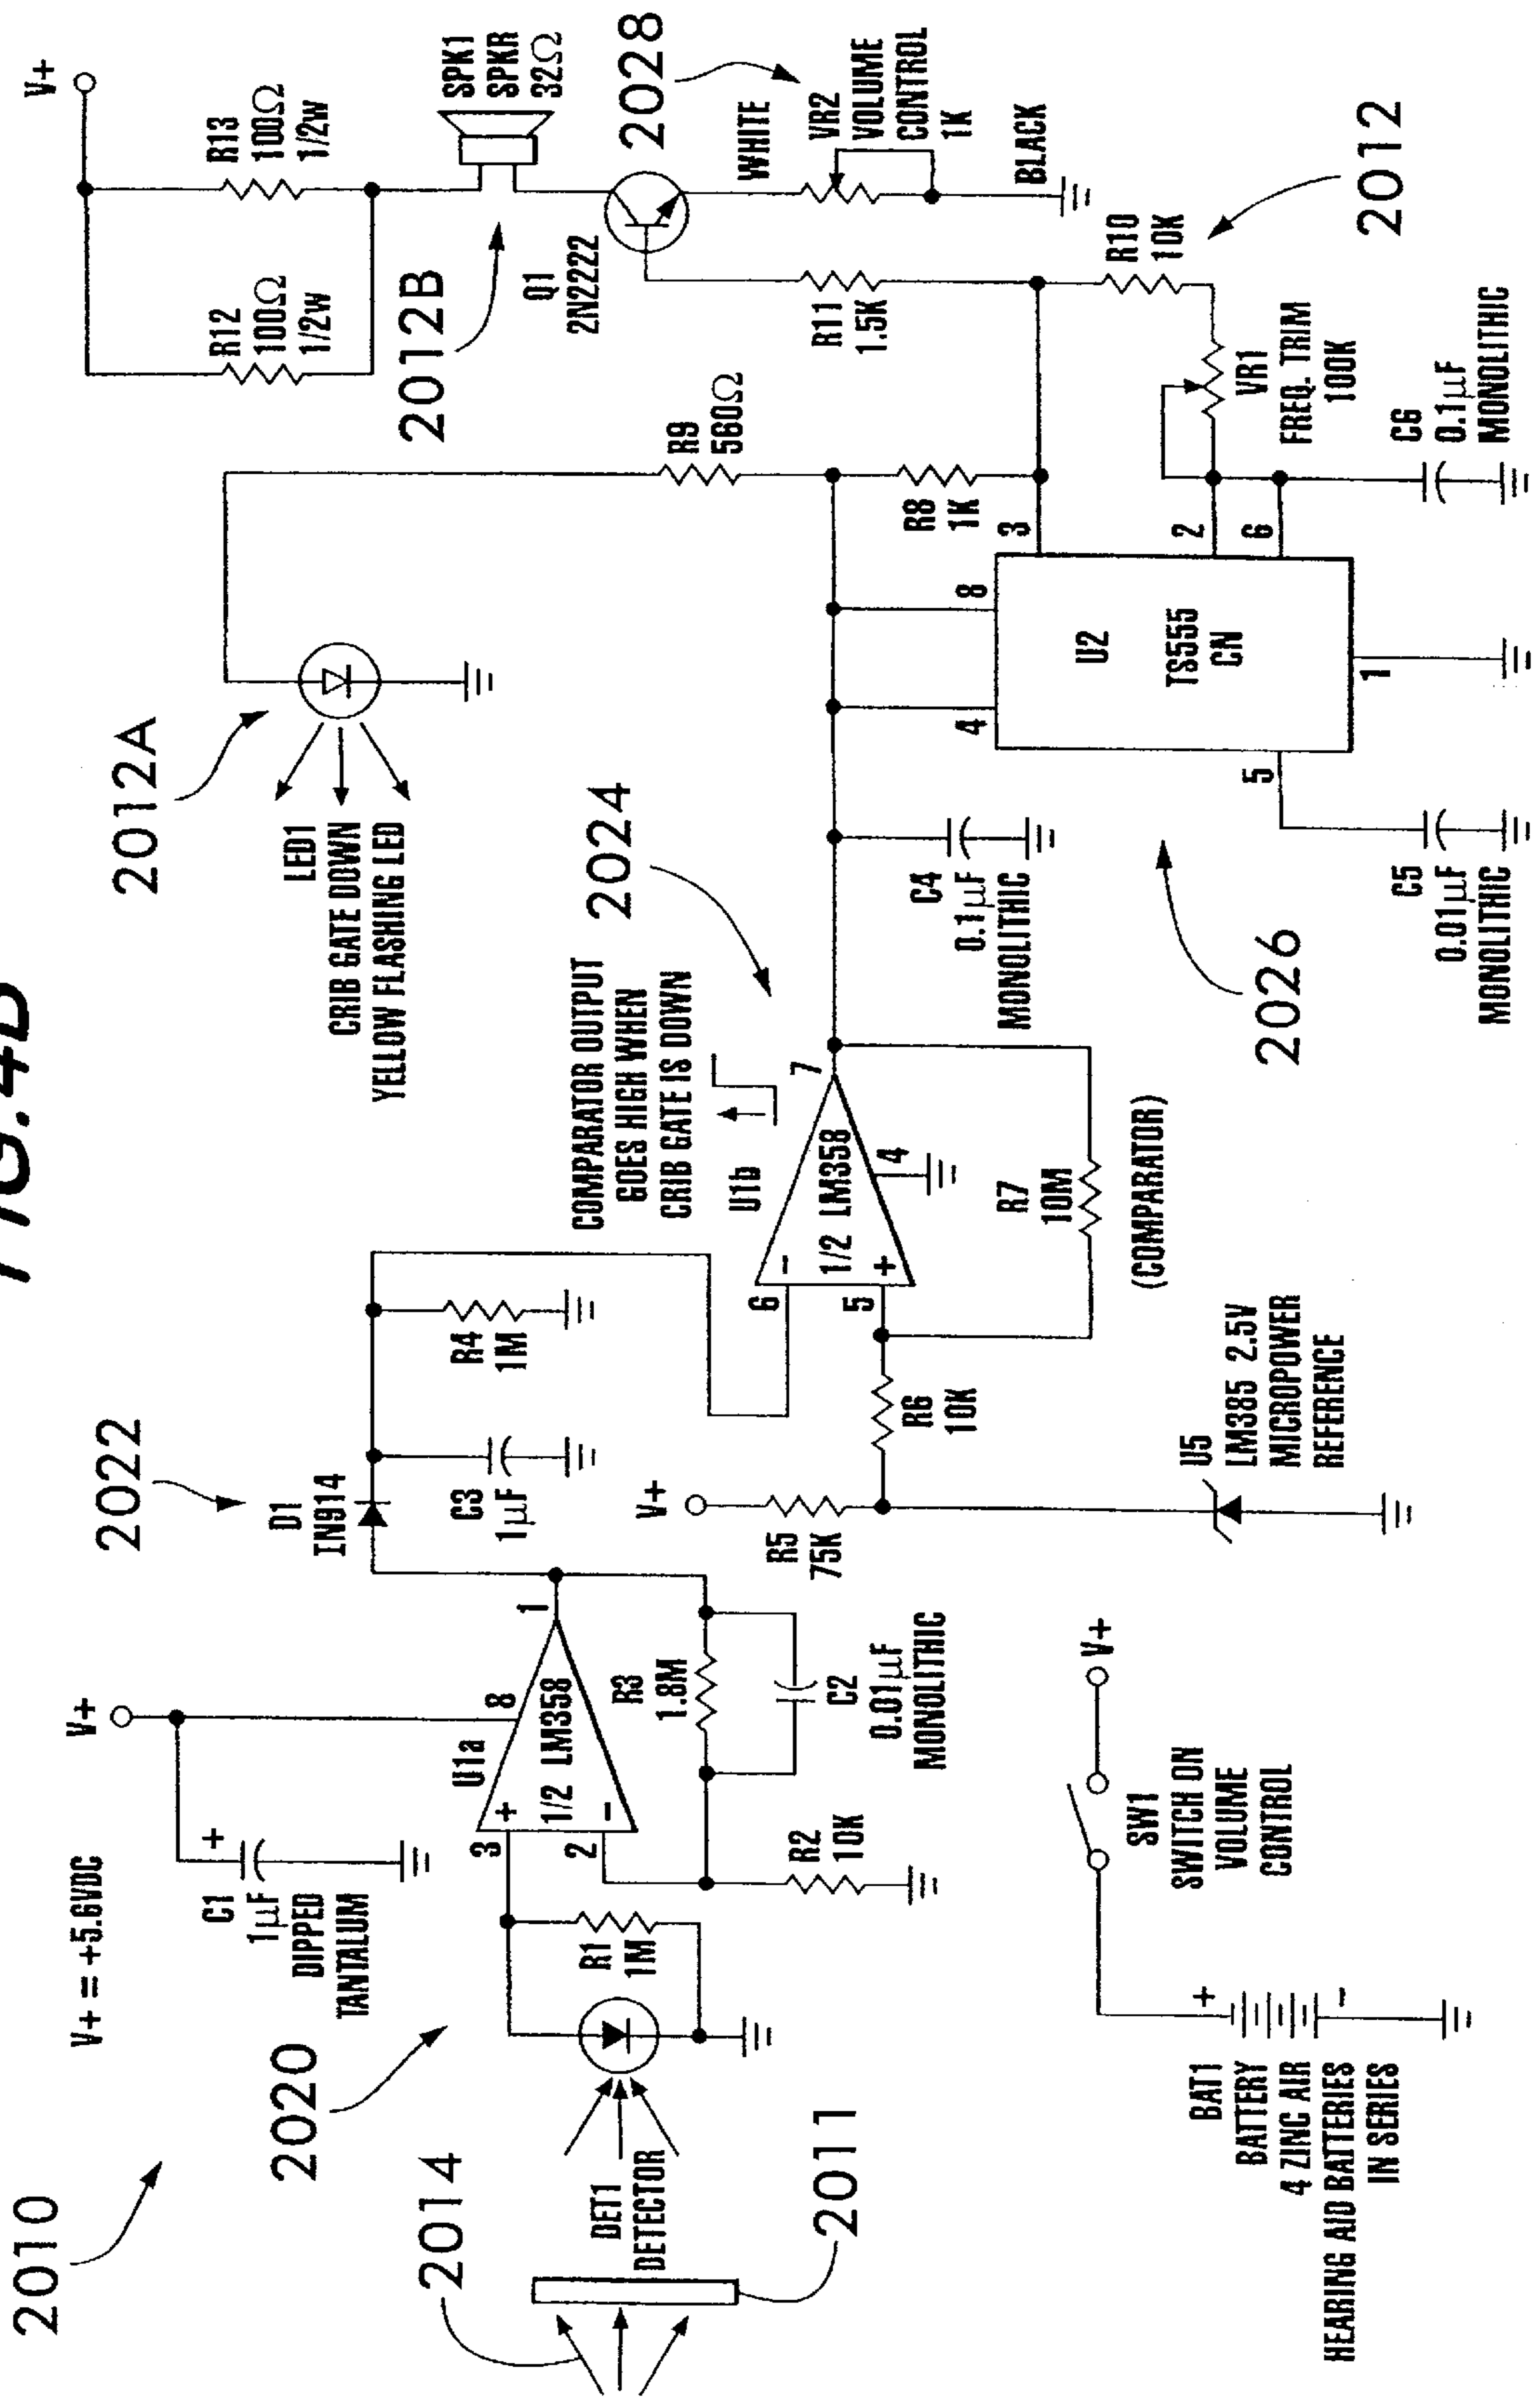 FIG.4B
2010
V+ = +5.6VDC
V+
C1
1µF
DIPPED
TANTALUM
+
2020
2014
DET1
DETECTOR
2011
R1
1M
3
2
+
-
U1a
1/2 LM358
8
1
R2
10K
R3
1.8M
C2
0.01µF
MONOLITHIC
2022
D1
IN914
C3
1µF
R4
1M
V+
R5
75K
R6
10K
U5
LM385 2.5V
MICROPOWER
REFERENCE
6
5
-
+
U1b
1/2 LM358
4
7
R7
10M
(COMPARATOR)
COMPARATOR OUTPUT
GOES HIGH WHEN
CRIB GATE IS DOWN
2024
2012A
LED1
CRIB GATE DOWN
YELLOW FLASHING LED
C4
0.1µF
MONOLITHIC
2026
C5
0.01µF
MONOLITHIC
5
4
8
U2
TS555
CN
1
3
2
6
R8
1K
R9
560Ω
C6
0.1µF
MONOLITHIC
VR1
FREQ. TRIM
100K
R10
10K
2012
R11
1.5K
Q1
2N2222
2012B
R12
100Ω
1/2w
R13
100Ω
1/2w
V+
SPK1
SPKR
32Ω
2028
WHITE
VR2
VOLUME
CONTROL
1K
BLACK
BAT1
BATTERY
4 ZINC AIR
HEARING AID BATTERIES
IN SERIES
+
-
SW1
SWITCH ON
VOLUME
CONTROL
V+